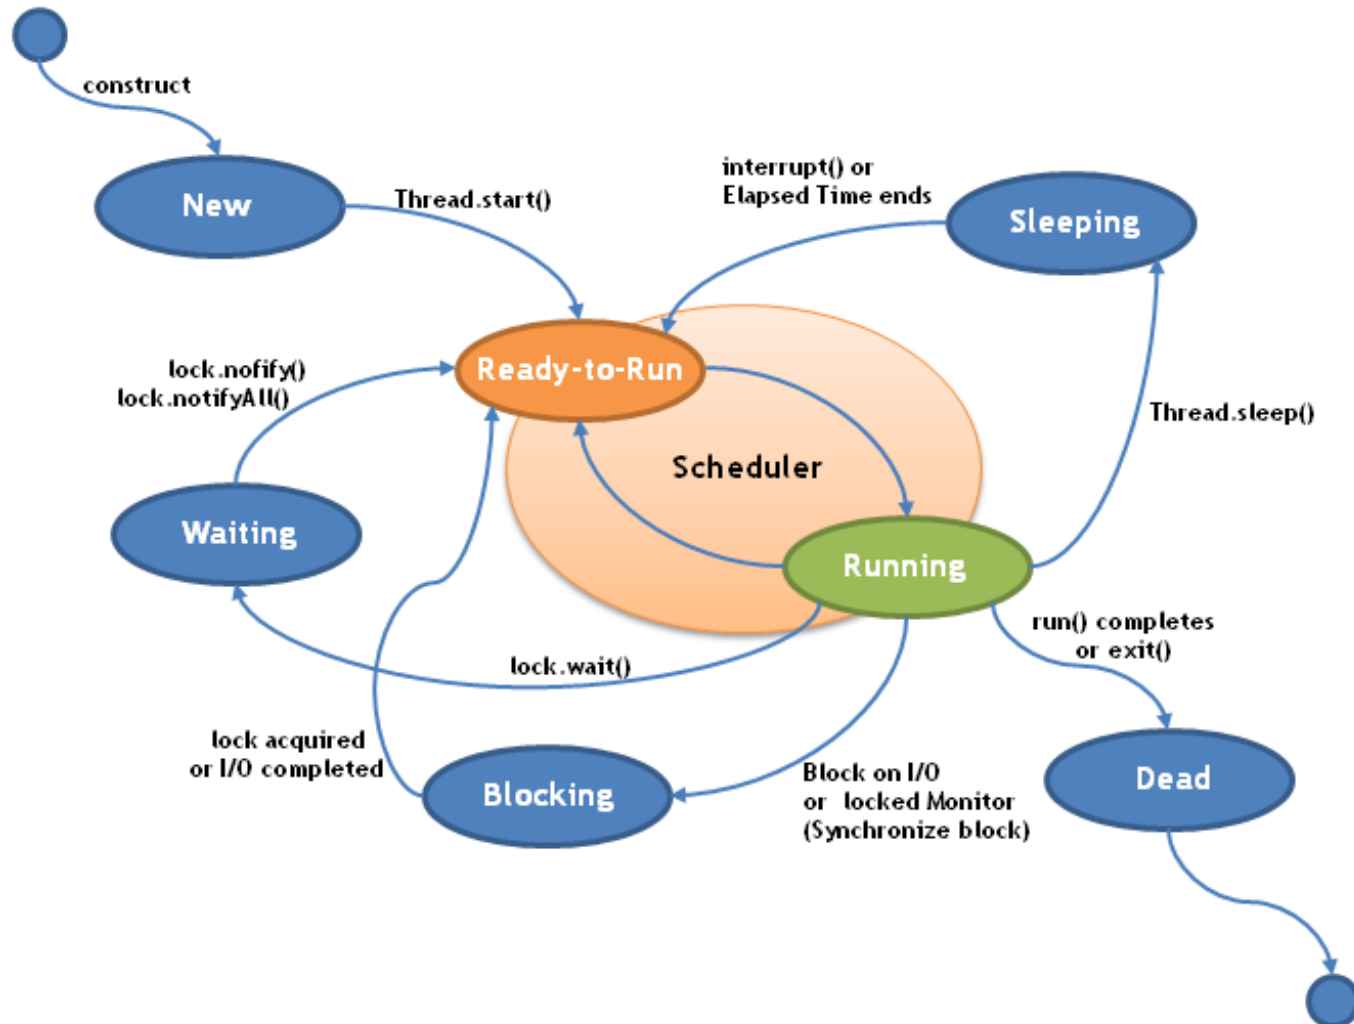 construct
New
Thread.start()
interrupt() or
Elapsed Time ends
Sleeping
Ready-to-Run
lock.nofify()
lock.notifyAll()
Thread.sleep()
Scheduler
Waiting
Running
run() completes
or exit()
lock.wait()
lock acquired
or I/O completed
Blocking
Block on I/O
or locked Monitor
(Synchronize block)
Dead